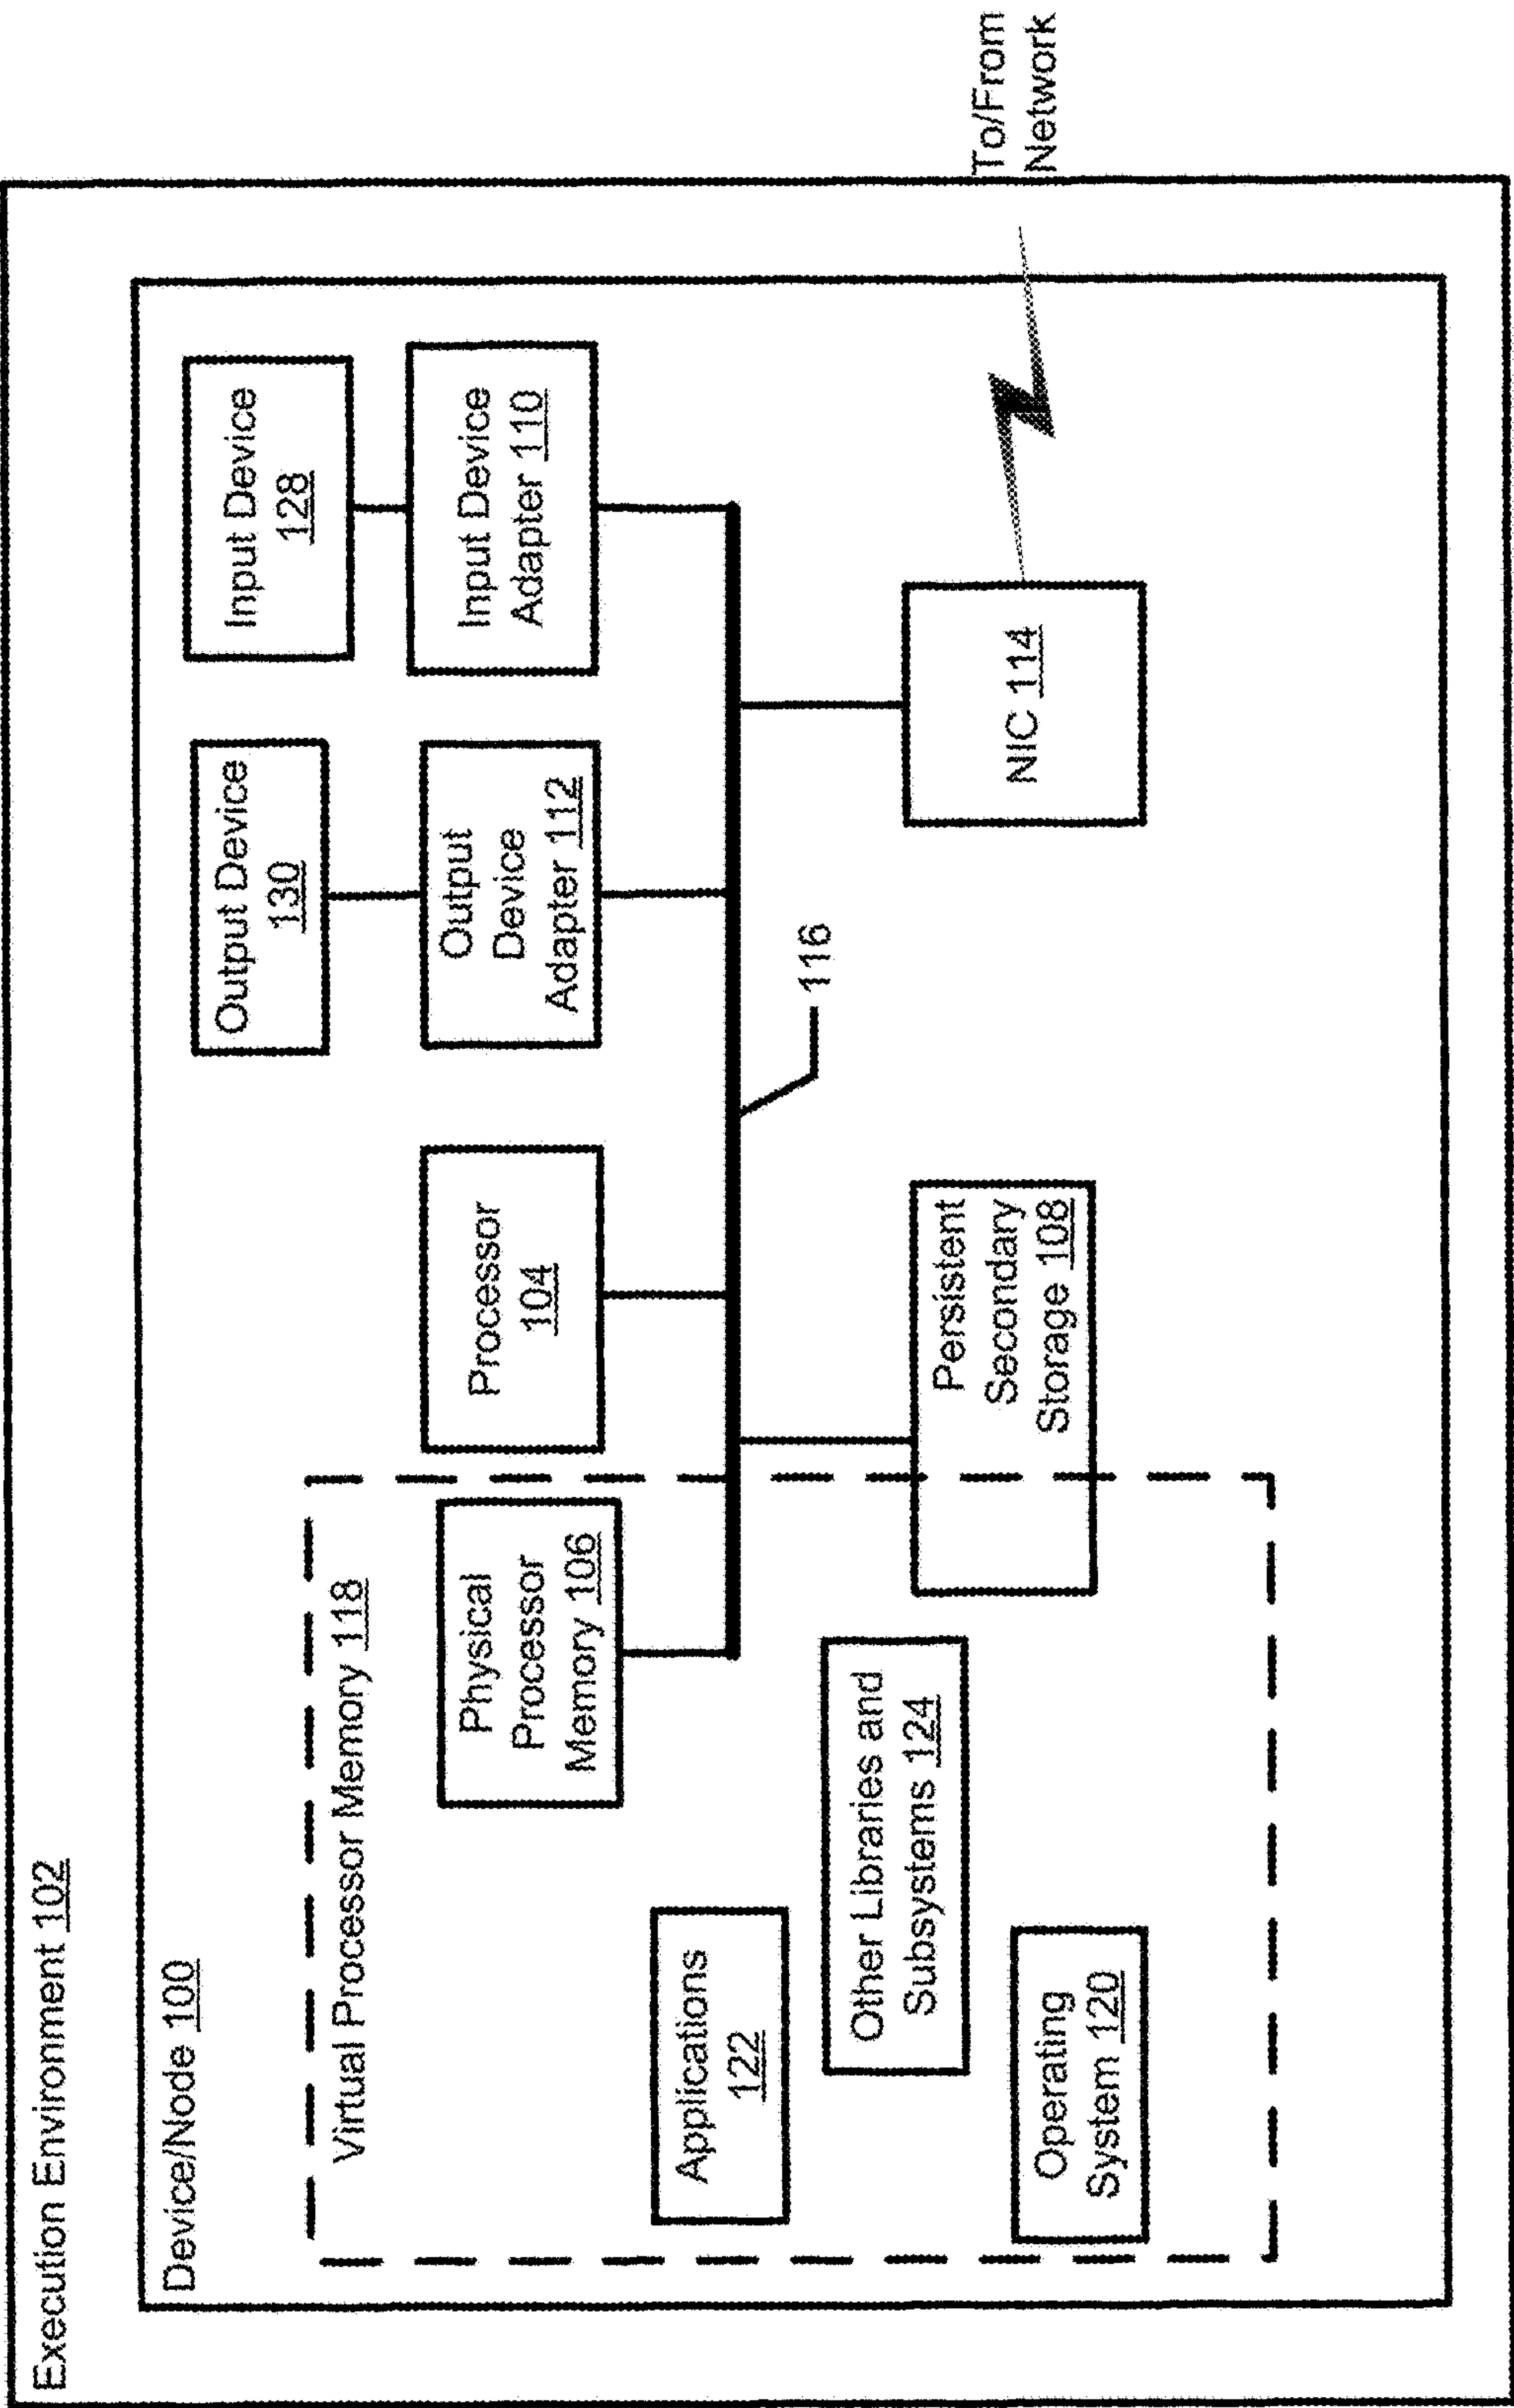 Execution Environment 102
Device/Node 100
Virtual Processor Memory 118
Physical
Processor
Memory 106
Processor
104
Output Device
130
Output
Device
Adapter 112
Input Device
128
Input Device
Adapter 110
116
Applications
122
Other Libraries and
Subsystems 124
Operating
System 120
Persistent
Secondary
Storage 108
NIC 114
To/From
Network